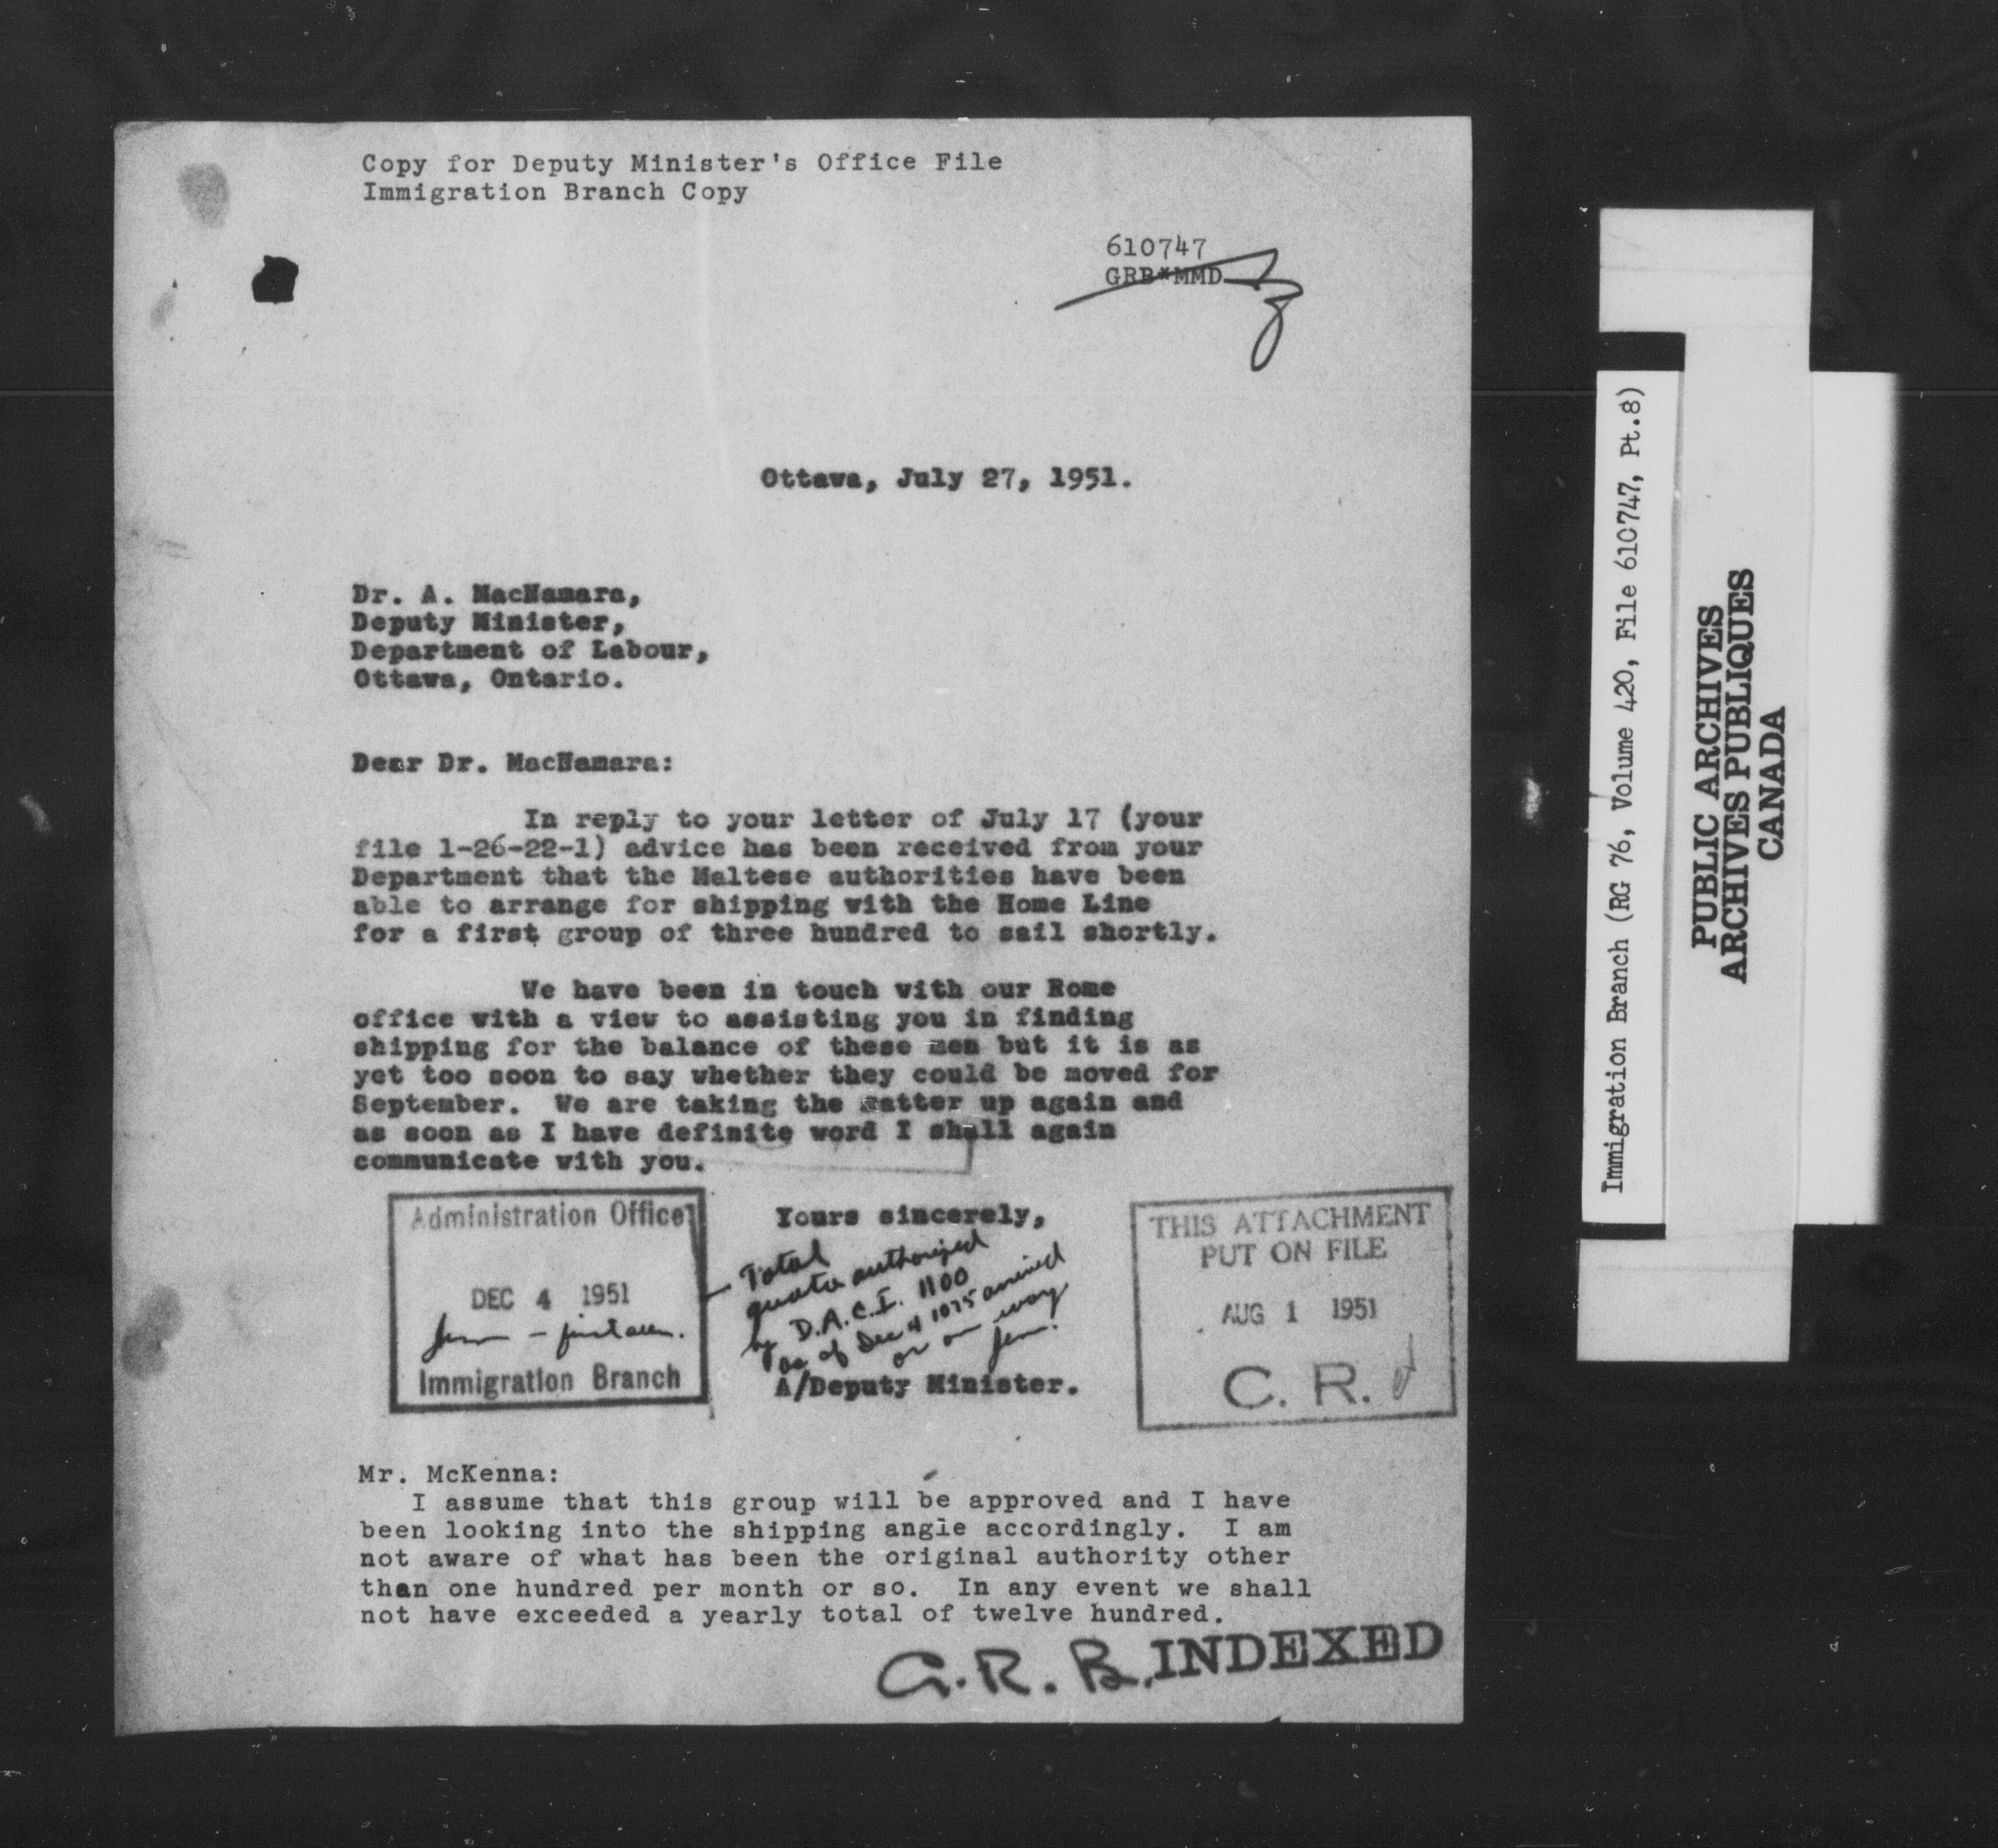 Copy for Deputy Minister's Office File
Immigration Branch Copy
610747
GRB*MMD
Ottawa, July 27, 1951.
Dr. A. MacNamara,
Deputy Minister,
Department of Labour,
Ottawa, Ontario.
Dear Dr. MacNamara:
In reply to your letter of July 17 (your
file 1-26-22-1) advice has been received from your
Department that the Maltese authorities have been
able to arrange for shipping with the Home Line
for a first group of three hundred to sail shortly.
We have been in touch with our Rome
office with a view to assisting you in finding
shipping for the balance of these men but it is as
yet too soon to say whether they could be moved for
September. We are taking the matter up again and
as soon as I have definite word I shall again
communicate with you.
Yours sincerely,
Total
quota authorized
by D.A.C.I. 1100
as of Dec 4 1075 arrived
or on way
A/Deputy Minister.
Administration Office
DEC 4 1951
Immigration Branch
THIS ATTACHMENT
PUT ON FILE
AUG 1 1951
C. R.
Mr. McKenna:
I assume that this group will be approved and I have
been looking into the shipping angle accordingly. I am
not aware of what has been the original authority other
than one hundred per month or so. In any event we shall
not have exceeded a yearly total of twelve hundred.
G.R.B.
INDEXED
Immigration Branch (RG 76, Volume 420, File 610747, Pt.8)
PUBLIC ARCHIVES
ARCHIVES PUBLIQUES
CANADA